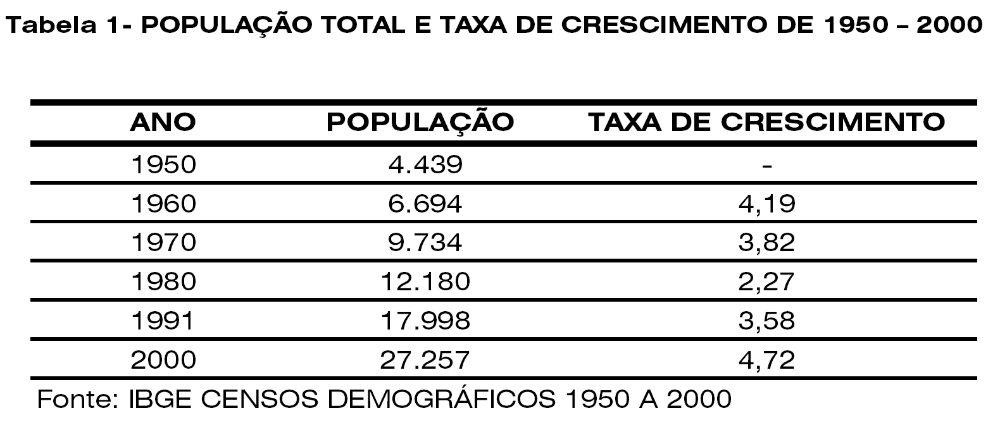 Tabela 1- POPULAÇÃO TOTAL E TAXA DE CRESCIMENTO DE 1950 – 2000
ANO POPULAÇÃO TAXA DE CRESCIMENTO
1950 4.439 -
1960 6.694 4,19
1970 9.734 3,82
1980 12.180 2,27
1991 17.998 3,58
2000 27.257 4,72
Fonte: IBGE CENSOS DEMOGRÁFICOS 1950 A 2000